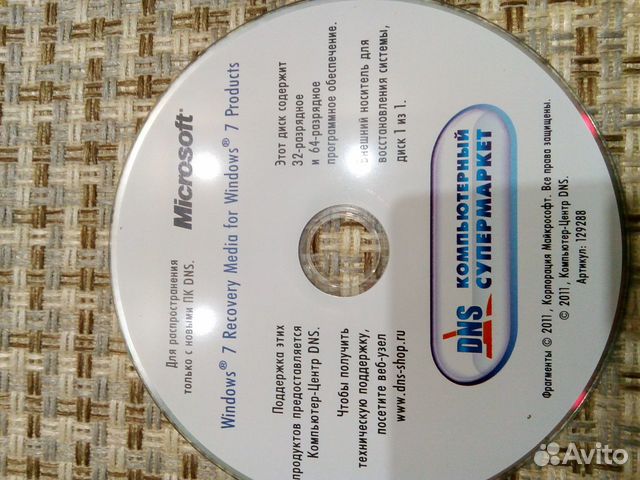 Для распространения
только с новыми ПК DNS.
Microsoft®
Windows® 7 Recovery Media for Windows® 7 Products
Этот диск содержит
32-разрядное
и 64-разрядное
программное обеспечение.
Внешний носитель для
восстановления системы,
диск 1 из 1.
Поддержка этих
продуктов предоставляется
Компьютер-Центр DNS.
Чтобы получить
техническую поддержку,
посетите веб-узел
www.dns-shop.ru
DNS КОМПЬЮТЕРНЫЙ
СУПЕРМАРКЕТ
Фрагменты © 2011, Корпорация Майкрософт. Все права защищены.
© 2011, Компьютер-Центр DNS.
Артикул: 129288
Avito